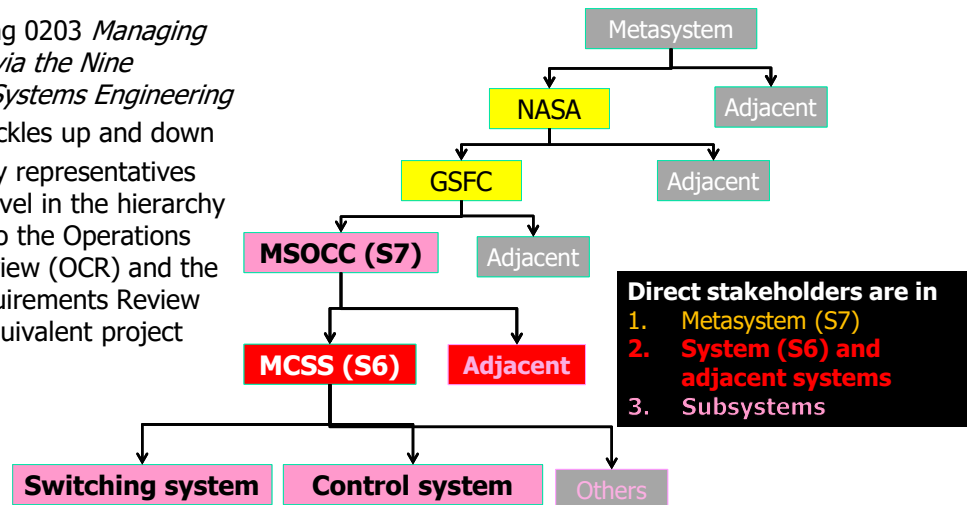 ng 0203 Managing
via the Nine
Systems Engineering
ckles up and down
y representatives
vel in the hierarchy
o the Operations
view (OCR) and the
uirements Review
uivalent project
Metasystem
NASA
Adjacent
GSFC
Adjacent
MSOCC (S7)
Adjacent
MCSS (S6)
Adjacent
Direct stakeholders are in
1. Metasystem (S7)
2. System (S6) and
adjacent systems
3. Subsystems
Switching system
Control system
Others